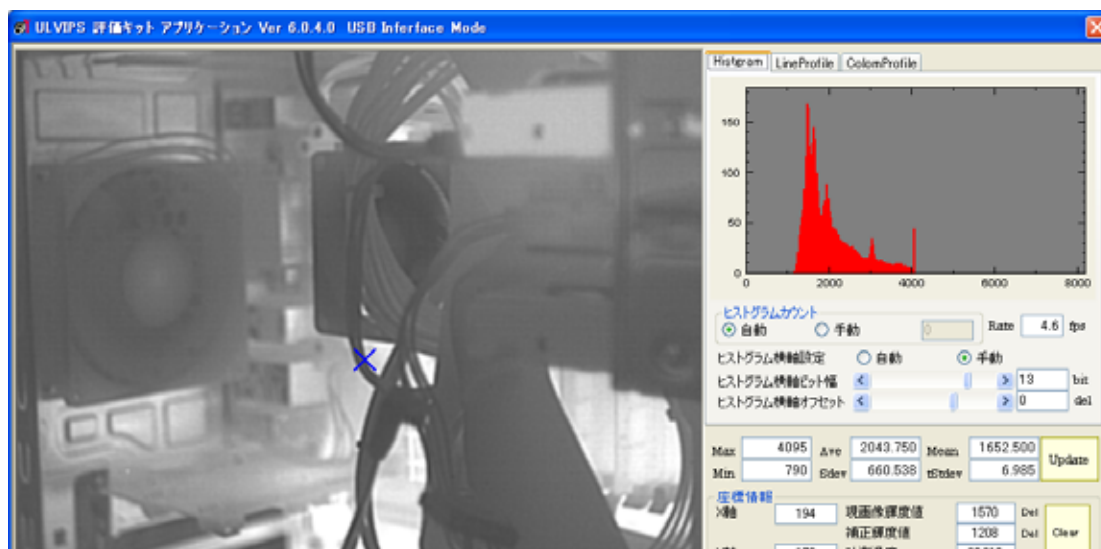 ULVIPS 評価キット アプリケーション Ver 6.0.4.0 USB Inferface Mode
Histgram LineProfile ColomProfile
150
100
50
0
0 2000 4000 6000 8000
ヒストグラムカウント
自動 手動 0 Rate 4.6 fps
ヒストグラム横軸設定 自動 手動
ヒストグラム横軸ビット幅 13 bit
ヒストグラム横軸オフセット 0 del
Max 4095 Ave 2043.750 Mean 1652.500 Update
Min 790 Sdev 660.538 tStdev 6.985
座標情報
X軸 194 現画像輝度値 1570 Del
補正輝度値 1208 Del Clear